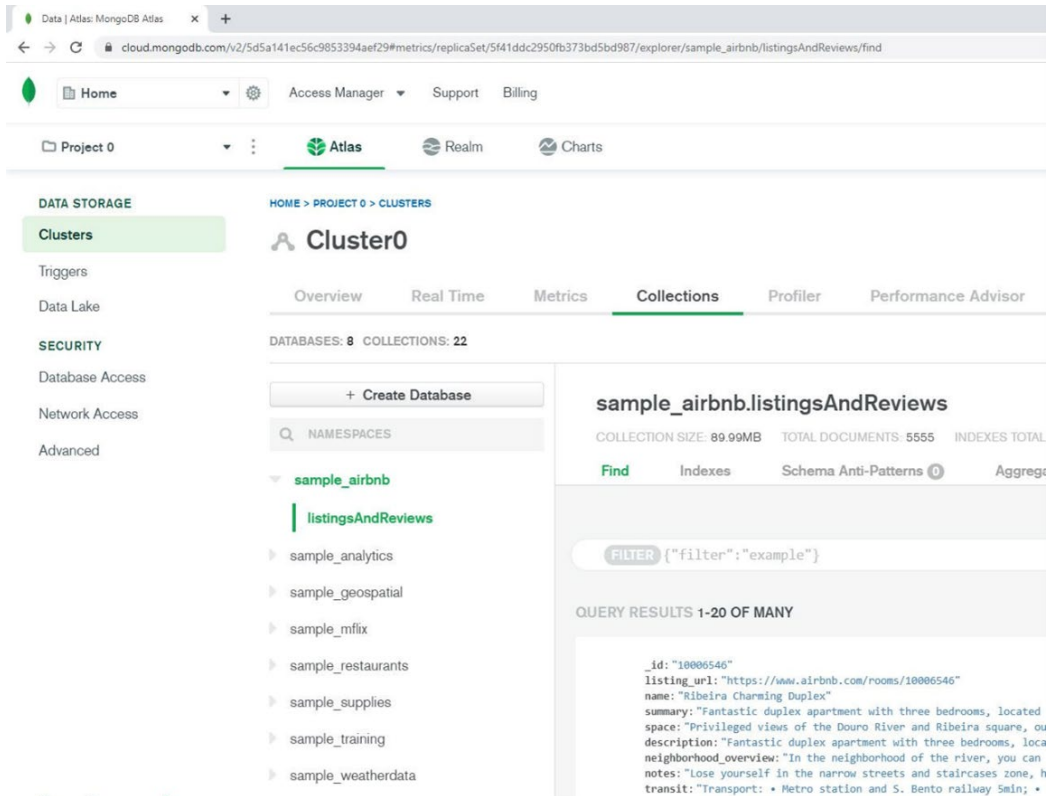 Data | Atlas: MongoDB Atlas
cloud.mongodb.com/v2/5d5a141ec56c9853394aef29#metrics/replicaSet/5f41ddc2950fb373bd5bd987/explorer/sample_airbnb/listingsAndReviews/find
Home Access Manager Support Billing
Project 0 Atlas Realm Charts
DATA STORAGE
Clusters
Triggers
Data Lake
SECURITY
Database Access
Network Access
Advanced
HOME > PROJECT 0 > CLUSTERS
Cluster0
Overview Real Time Metrics Collections Profiler Performance Advisor
DATABASES: 8 COLLECTIONS: 22
+ Create Database
NAMESPACES
sample_airbnb
listingsAndReviews
sample_analytics
sample_geospatial
sample_mflix
sample_restaurants
sample_supplies
sample_training
sample_weatherdata
sample_airbnb.listingsAndReviews
COLLECTION SIZE: 89.99MB TOTAL DOCUMENTS: 5555 INDEXES TOTAL
Find Indexes Schema Anti-Patterns 0 Aggrega
FILTER {"filter":"example"}
QUERY RESULTS 1-20 OF MANY
_id: "10006546"
listing_url: "https://www.airbnb.com/rooms/10006546"
name: "Ribeira Charming Duplex"
summary: "Fantastic duplex apartment with three bedrooms, located
space: "Privileged views of the Douro River and Ribeira square, ou
description: "Fantastic duplex apartment with three bedrooms, loca
neighborhood_overview: "In the neighborhood of the river, you can
notes: "Lose yourself in the narrow streets and staircases zone, h
transit: "Transport: • Metro station and S. Bento railway 5min; •